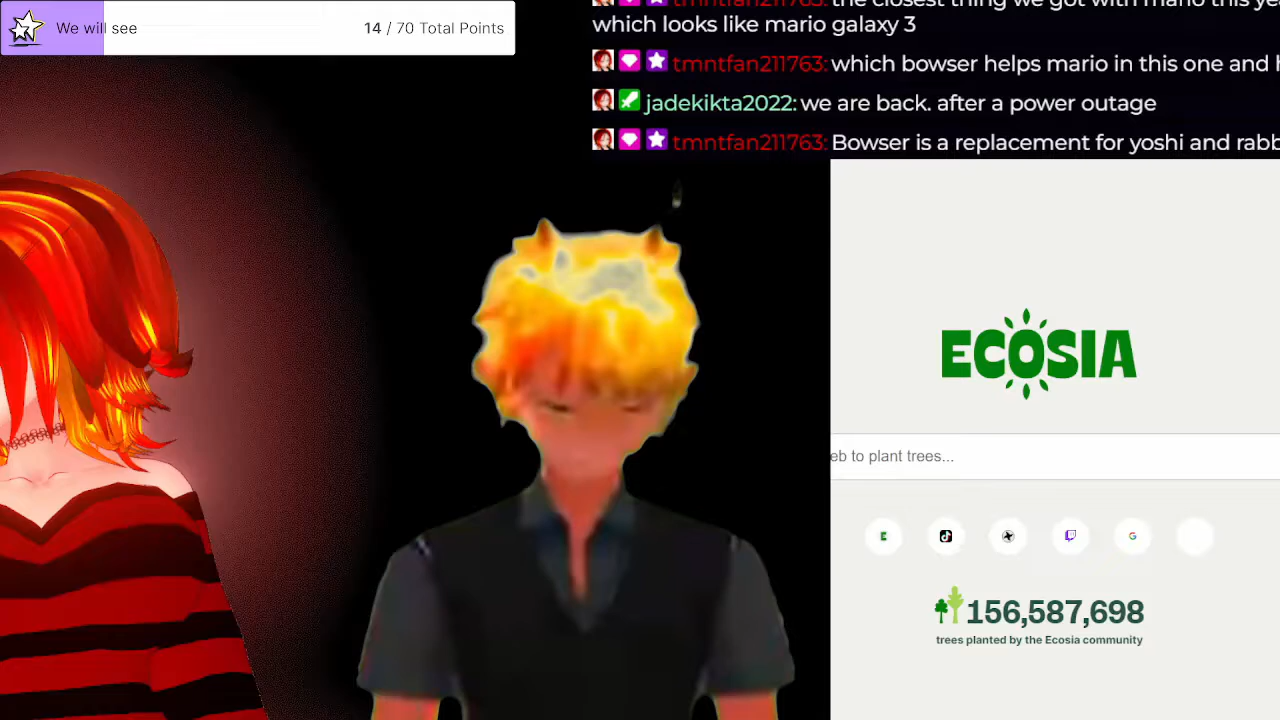 We will see
14 / 70 Total Points
which looks like mario galaxy 3
tmntfan211763: which bowser helps mario in this one and
jadekikta2022: we are back. after a power outage
tmntfan211763: Bowser is a replacement for yoshi and rabb
ECOSIA
eb to plant trees...
156,587,698
trees planted by the Ecosia community